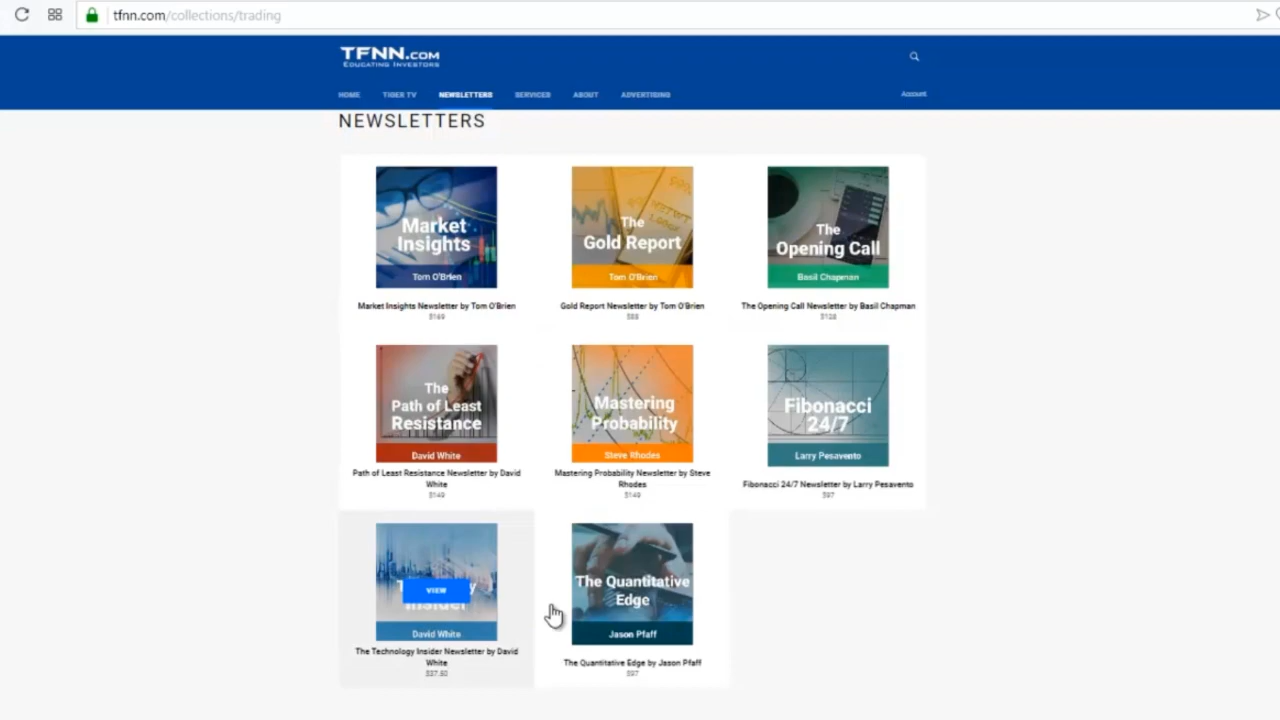 tfnn.com/collections/trading
TFNN.COM
EDUCATING INVESTORS
HOME TIGER TV NEWSLETTERS SERVICES ABOUT ADVERTISING Account
NEWSLETTERS
Market
Insights
Tom O'Brien
Market Insights Newsletter by Tom O'Brien
$169
The
Gold Report
Tom O'Brien
Gold Report Newsletter by Tom O'Brien
$88
The
Opening Call
Basil Chapman
The Opening Call Newsletter by Basil Chapman
$128
The
Path of Least
Resistance
David White
Path of Least Resistance Newsletter by David
White
$149
Mastering
Probability
Steve Rhodes
Mastering Probability Newsletter by Steve
Rhodes
$149
Fibonacci
24/7
Larry Pesavento
Fibonacci 24/7 Newsletter by Larry Pesavento
$97
VIEW
David White
The Technology Insider Newsletter by David
White
$37.50
The Quantitative
Edge
Jason Pfaff
The Quantitative Edge by Jason Pfaff
$97